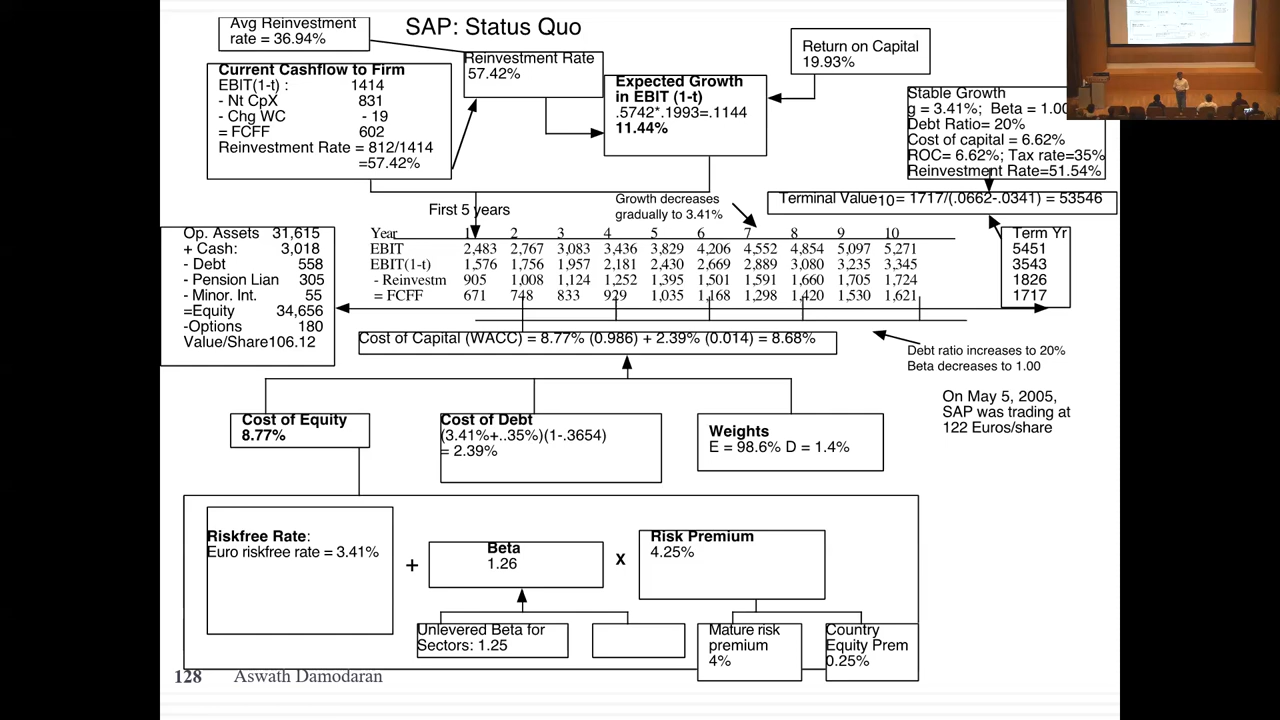 SAP: Status Quo
Avg Reinvestment
rate = 36.94%
Current Cashflow to Firm
EBIT(1-t) : 1414
- Nt CpX 831
- Chg WC - 19
= FCFF 602
Reinvestment Rate = 812/1414
=57.42%
Reinvestment Rate
57.42%
Expected Growth
in EBIT (1-t)
.5742*.1993=.1144
11.44%
Return on Capital
19.93%
Stable Growth
g = 3.41%; Beta = 1.00
Debt Ratio= 20%
Cost of capital = 6.62%
ROC= 6.62%; Tax rate=35%
Reinvestment Rate=51.54%
Terminal Value10= 1717/(.0662-.0341) = 53546
First 5 years
Growth decreases
gradually to 3.41%
Op. Assets 31,615
+ Cash: 3,018
- Debt 558
- Pension Lian 305
- Minor. Int. 55
=Equity 34,656
-Options 180
Value/Share106.12
Year 1 2 3 4 5 6 7 8 9 10
EBIT 2,483 2,767 3,083 3,436 3,829 4,206 4,552 4,854 5,097 5,271
EBIT(1-t) 1,576 1,756 1,957 2,181 2,430 2,669 2,889 3,080 3,235 3,345
- Reinvestm 905 1,008 1,124 1,252 1,395 1,501 1,591 1,660 1,705 1,724
= FCFF 671 748 833 929 1,035 1,168 1,298 1,420 1,530 1,621
Term Yr
5451
3543
1826
1717
Cost of Capital (WACC) = 8.77% (0.986) + 2.39% (0.014) = 8.68%
Debt ratio increases to 20%
Beta decreases to 1.00
On May 5, 2005,
SAP was trading at
122 Euros/share
Cost of Equity
8.77%
Cost of Debt
(3.41%+..35%)(1-.3654)
= 2.39%
Weights
E = 98.6% D = 1.4%
Riskfree Rate:
Euro riskfree rate = 3.41%
+
Beta
1.26
X
Risk Premium
4.25%
Unlevered Beta for
Sectors: 1.25
Mature risk
premium
4%
Country
Equity Prem
0.25%
128 Aswath Damodaran